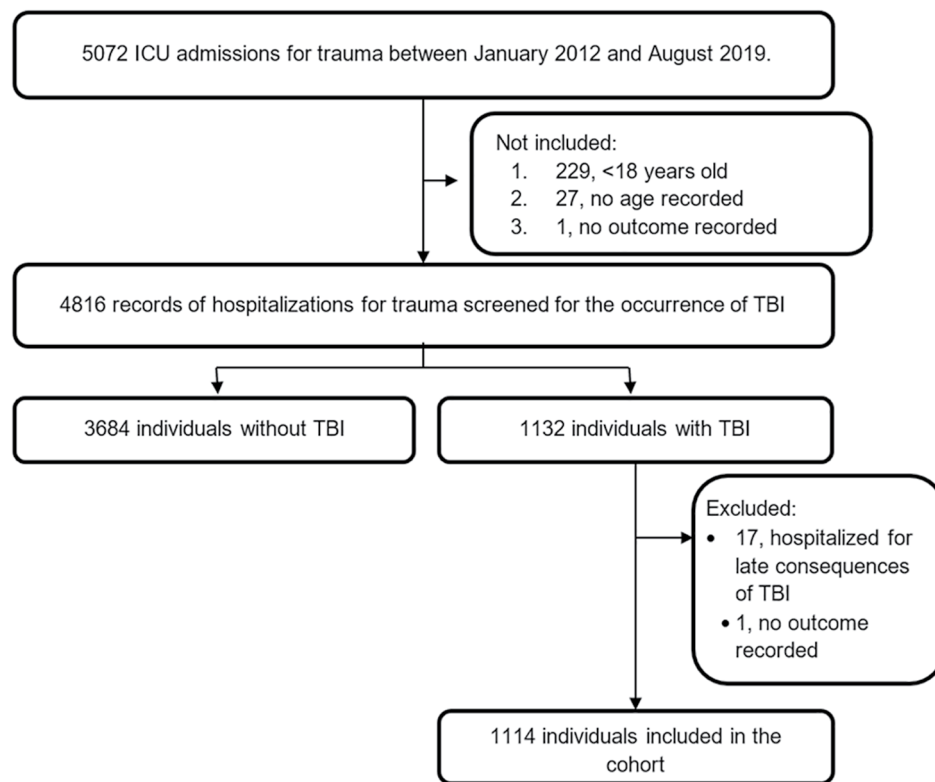 5072 ICU admissions for trauma between January 2012 and August 2019.
Not included:
1. 229, <18 years old
2. 27, no age recorded
3. 1, no outcome recorded
4816 records of hospitalizations for trauma screened for the occurrence of TBI
3684 individuals without TBI
1132 individuals with TBI
Excluded:
• 17, hospitalized for
late consequences
of TBI
• 1, no outcome
recorded
1114 individuals included in the
cohort